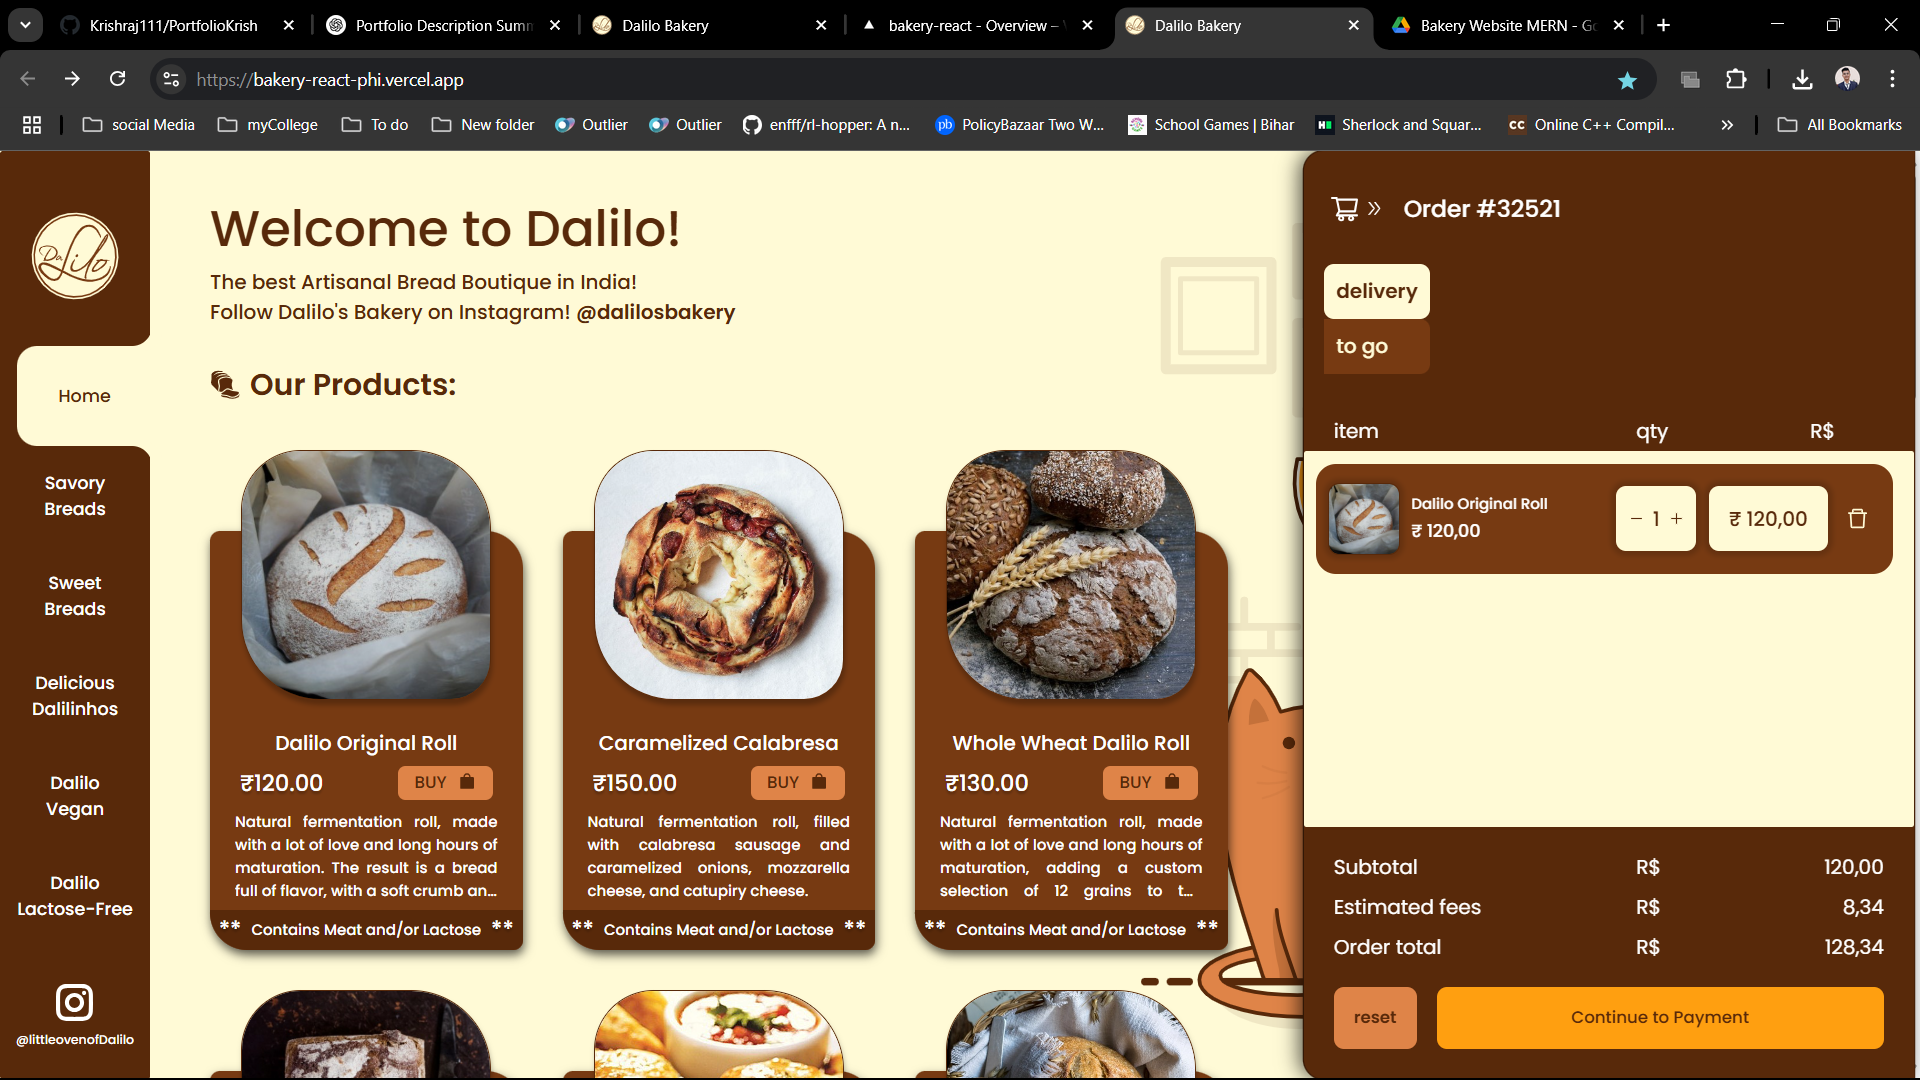 Krishraj111/PortfolioKrish
Portfolio Description Summ
Dalilo Bakery
bakery-react - Overview –
Dalilo Bakery
Bakery Website MERN - Go
https://bakery-react-phi.vercel.app
social Media
myCollege
To do
New folder
Outlier
Outlier
enfff/rl-hopper: A n...
pb PolicyBazaar Two W...
School Games | Bihar
H Sherlock and Squar...
CC Online C++ Compil...
All Bookmarks
Da Lilo
Home
Savory
Breads
Sweet
Breads
Delicious
Dalilinhos
Dalilo
Vegan
Dalilo
Lactose-Free
@littleovenofDalilo
Welcome to Dalilo!
The best Artisanal Bread Boutique in India!
Follow Dalilo's Bakery on Instagram! @dalilosbakery
Our Products:
Dalilo Original Roll
₹120.00
BUY
Natural fermentation roll, made
with a lot of love and long hours of
maturation. The result is a bread
full of flavor, with a soft crumb an...
** Contains Meat and/or Lactose **
Caramelized Calabresa
₹150.00
BUY
Natural fermentation roll, filled
with calabresa sausage and
caramelized onions, mozzarella
cheese, and catupiry cheese.
** Contains Meat and/or Lactose **
Whole Wheat Dalilo Roll
₹130.00
BUY
Natural fermentation roll, made
with a lot of love and long hours of
maturation, adding a custom
selection of 12 grains to t...
** Contains Meat and/or Lactose **
Order #32521
delivery
to go
item qty R$
Dalilo Original Roll
₹ 120,00
− 1 +
₹ 120,00
Subtotal R$ 120,00
Estimated fees R$ 8,34
Order total R$ 128,34
reset
Continue to Payment